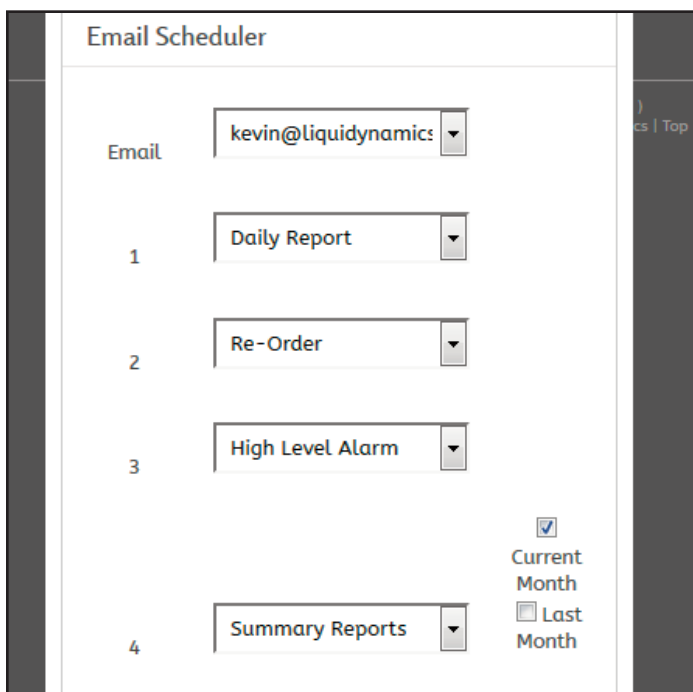 Email Scheduler
)
cs | Top
Email kevin@liquidynamics
1 Daily Report
2 Re-Order
3 High Level Alarm
Current
Month
Last
4 Summary Reports Month